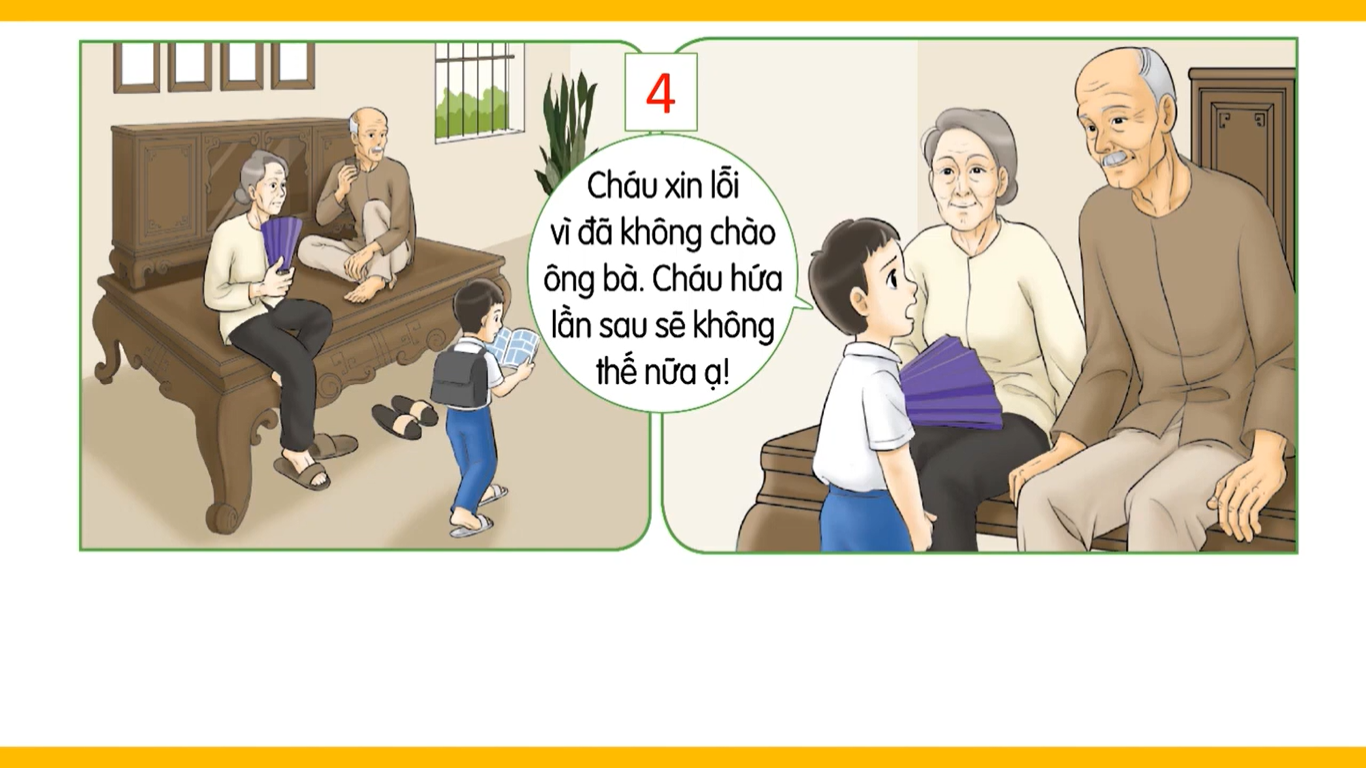 4
Cháu xin lỗi
vì đã không chào
ông bà. Cháu hứa
lần sau sẽ không
thế nữa ạ!